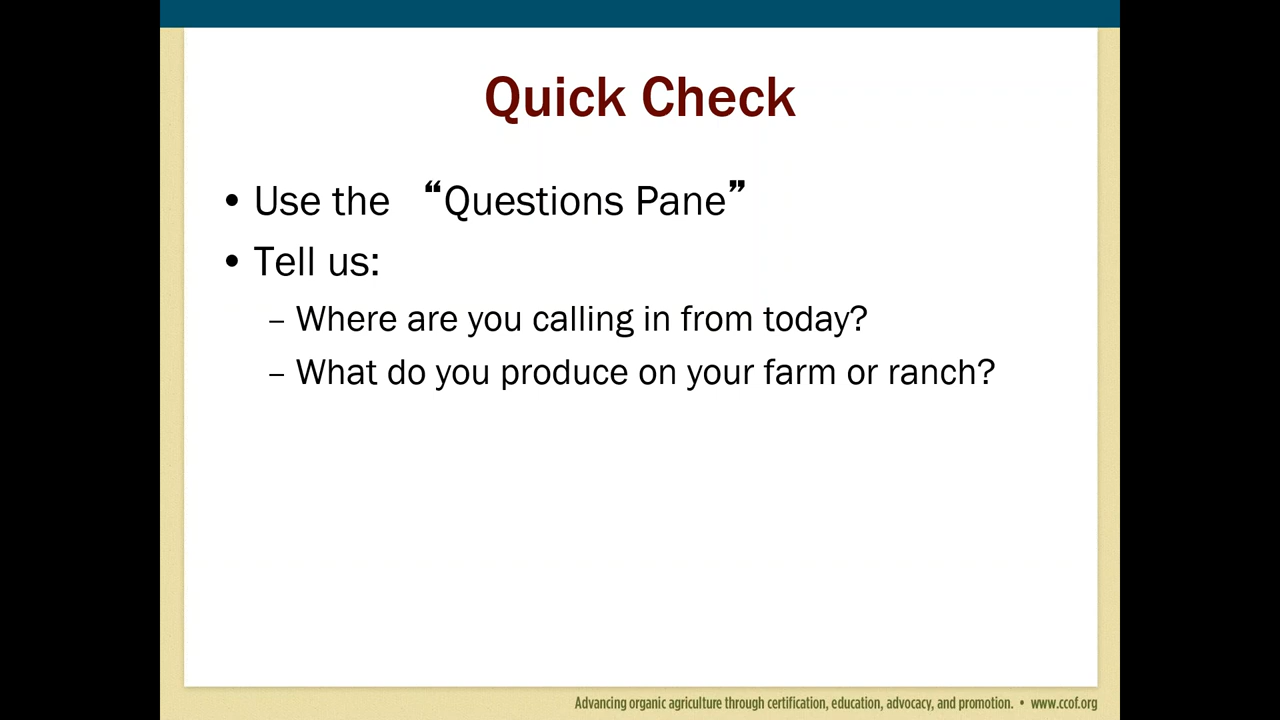 Quick Check
• Use the “Questions Pane”
• Tell us:
– Where are you calling in from today?
– What do you produce on your farm or ranch?
Advancing organic agriculture through certification, education, advocacy, and promotion. • www.ccof.org